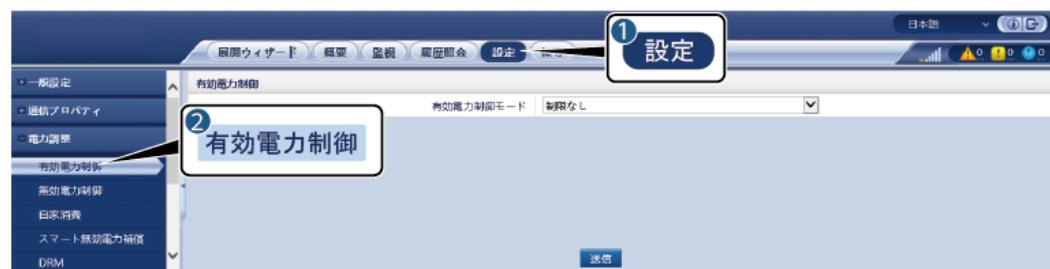 日本語
展開ウィザード 概要 監視 履歴照会 設定
1 設定
一般設定
通信プロパティ
電力調整
有効電力制御
無効電力制御
自家消費
スマート無効電力補償
DRM
有効電力制御
有効電力制御モード 制限なし
2 有効電力制御
送信